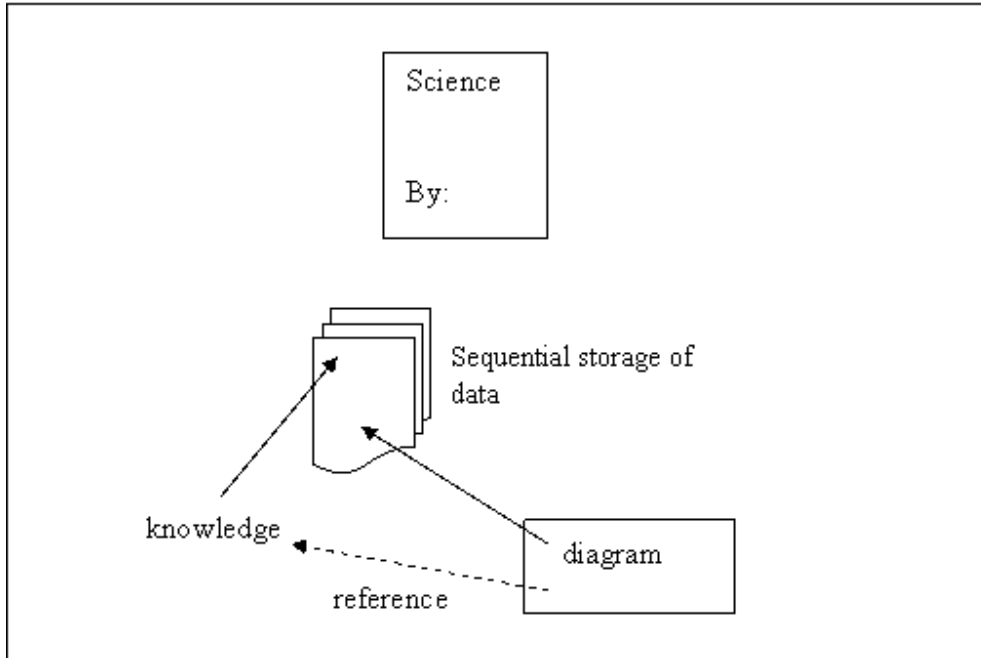 Science
By:
Sequential storage of
data
knowledge
diagram
reference